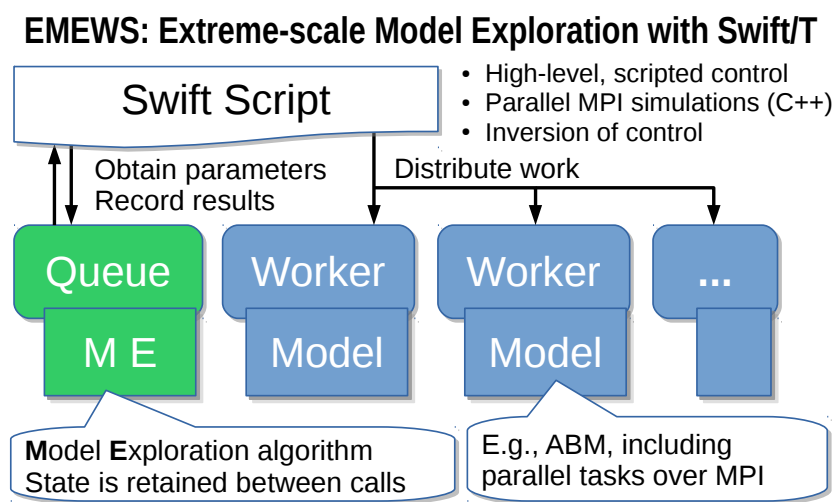 EMEWS: Extreme-scale Model Exploration with Swift/T
Swift Script
• High-level, scripted control
• Parallel MPI simulations (C++)
• Inversion of control
Obtain parameters
Record results
Distribute work
Queue
Worker
Worker
...
M E
Model
Model
Model Exploration algorithm
State is retained between calls
E.g., ABM, including
parallel tasks over MPI